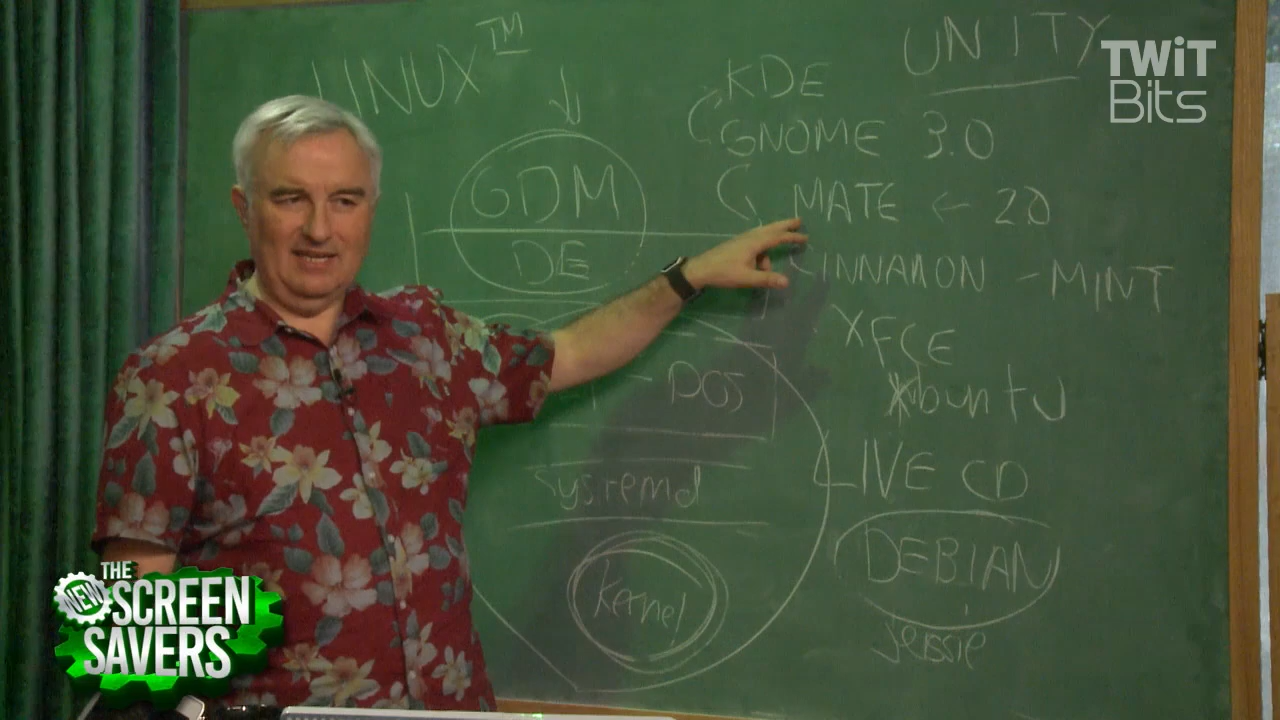 LINUX™
UNITY
KDE
GNOME 3.0
GDM
MATE ← 2.0
DE
CINNAMON - MINT
XFCE
DOS
Xbuntu
LIVE CD
Systemd
DEBIAN
kernel
Jessie
TWiT
Bits
THE
NEW
SCREEN
SAVERS